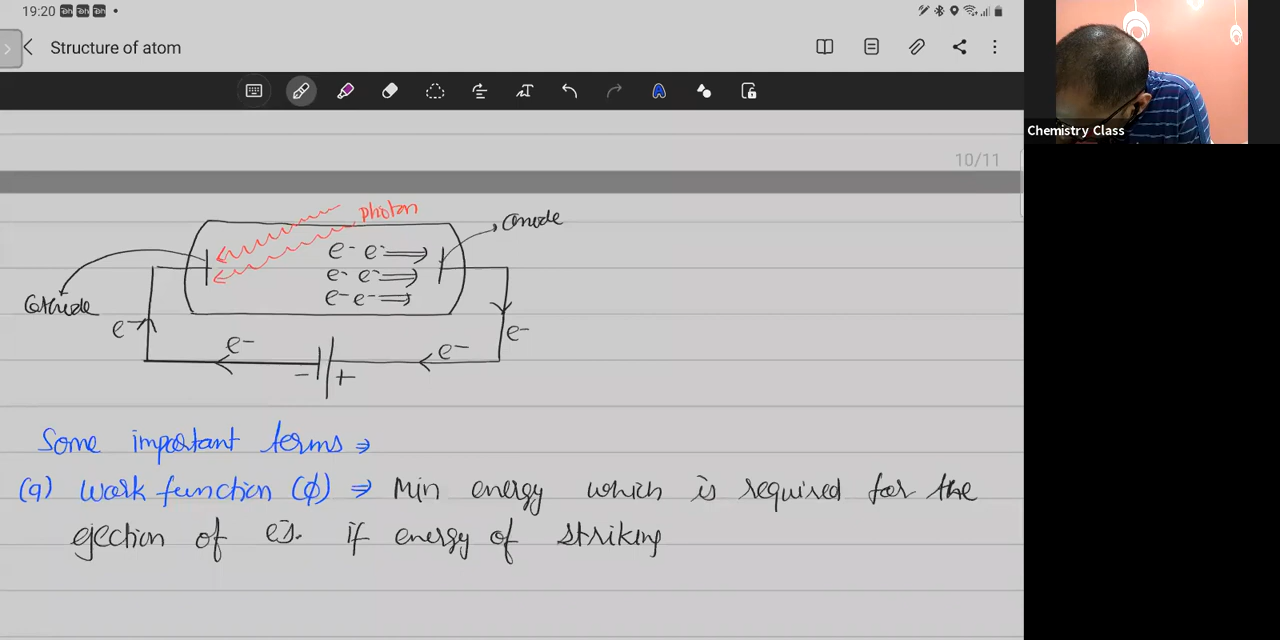 19:20
Structure of atom
Chemistry Class
10/11
Photon
anode
e- e-
e- e-
e- e-
Cathode
e-
e-
e-
e-
- +
Some important terms ⇒
(a) Work function (ϕ) ⇒ Min energy which is required for the
ejection of e⁻s. if energy of striking